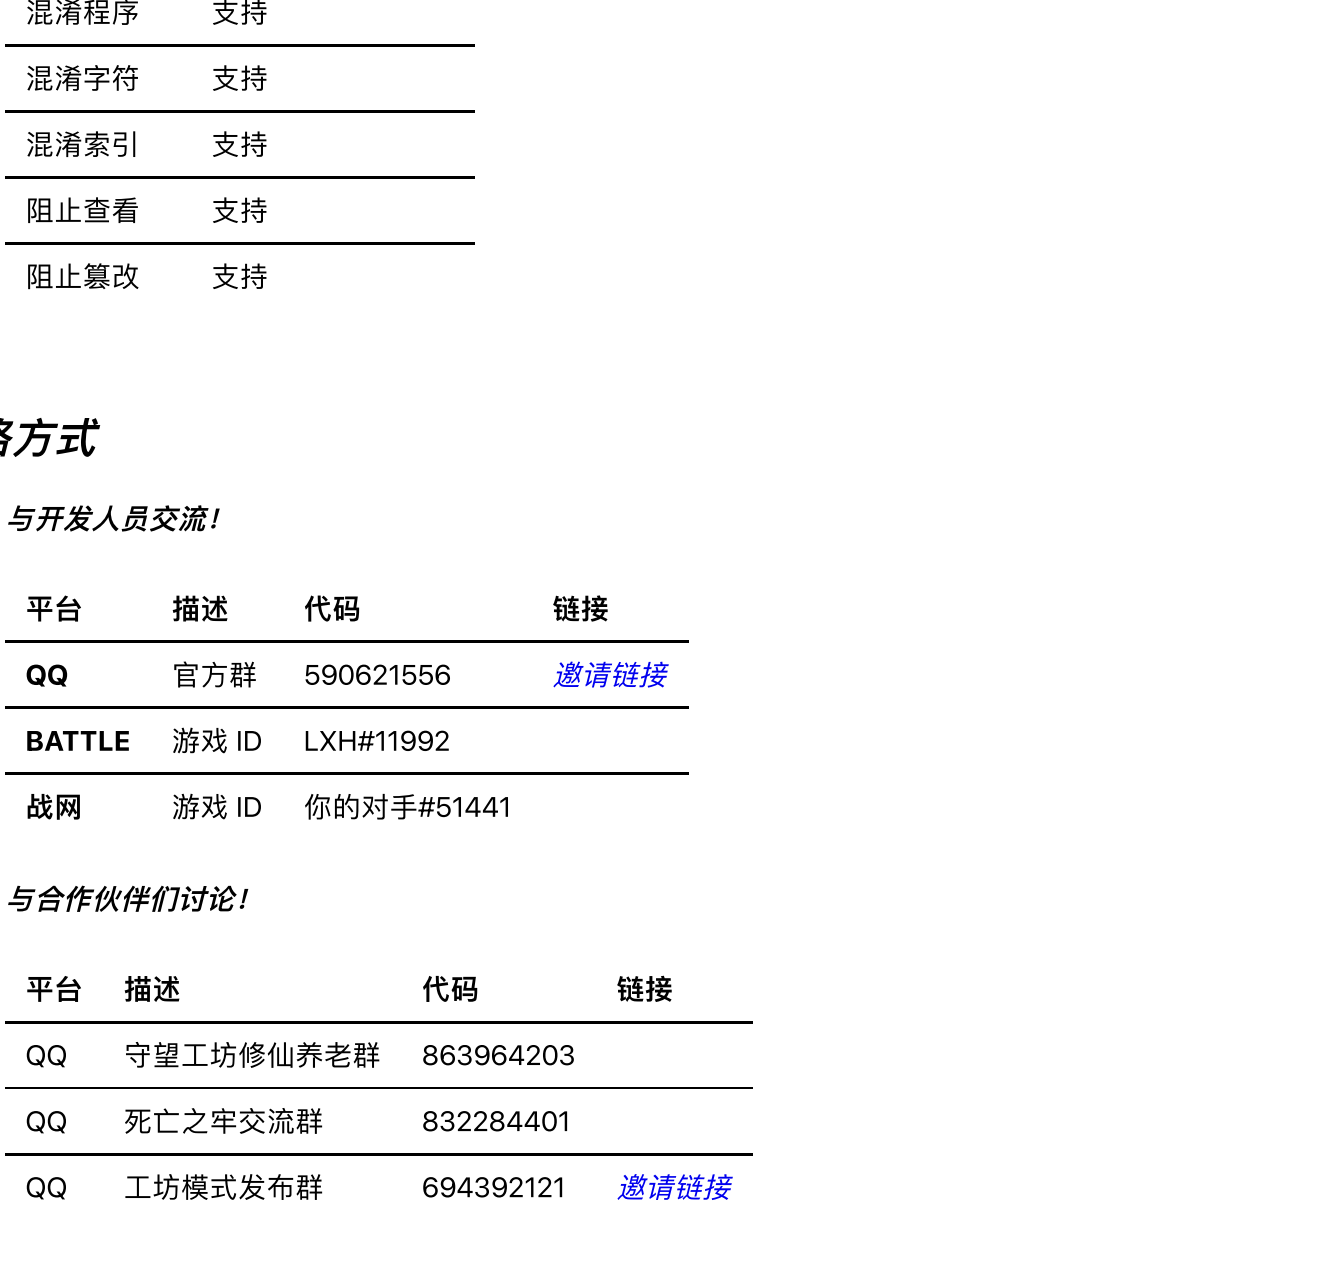 混淆程序 支持
混淆字符 支持
混淆索引 支持
阻止查看 支持
阻止篡改 支持
方式
与开发人员交流！
平台 描述 代码 链接
QQ 官方群 590621556 邀请链接
BATTLE 游戏 ID LXH#11992
战网 游戏 ID 你的对手#51441
与合作伙伴们讨论！
平台 描述 代码 链接
QQ 守望工坊修仙养老群 863964203
QQ 死亡之牢交流群 832284401
QQ 工坊模式发布群 694392121 邀请链接